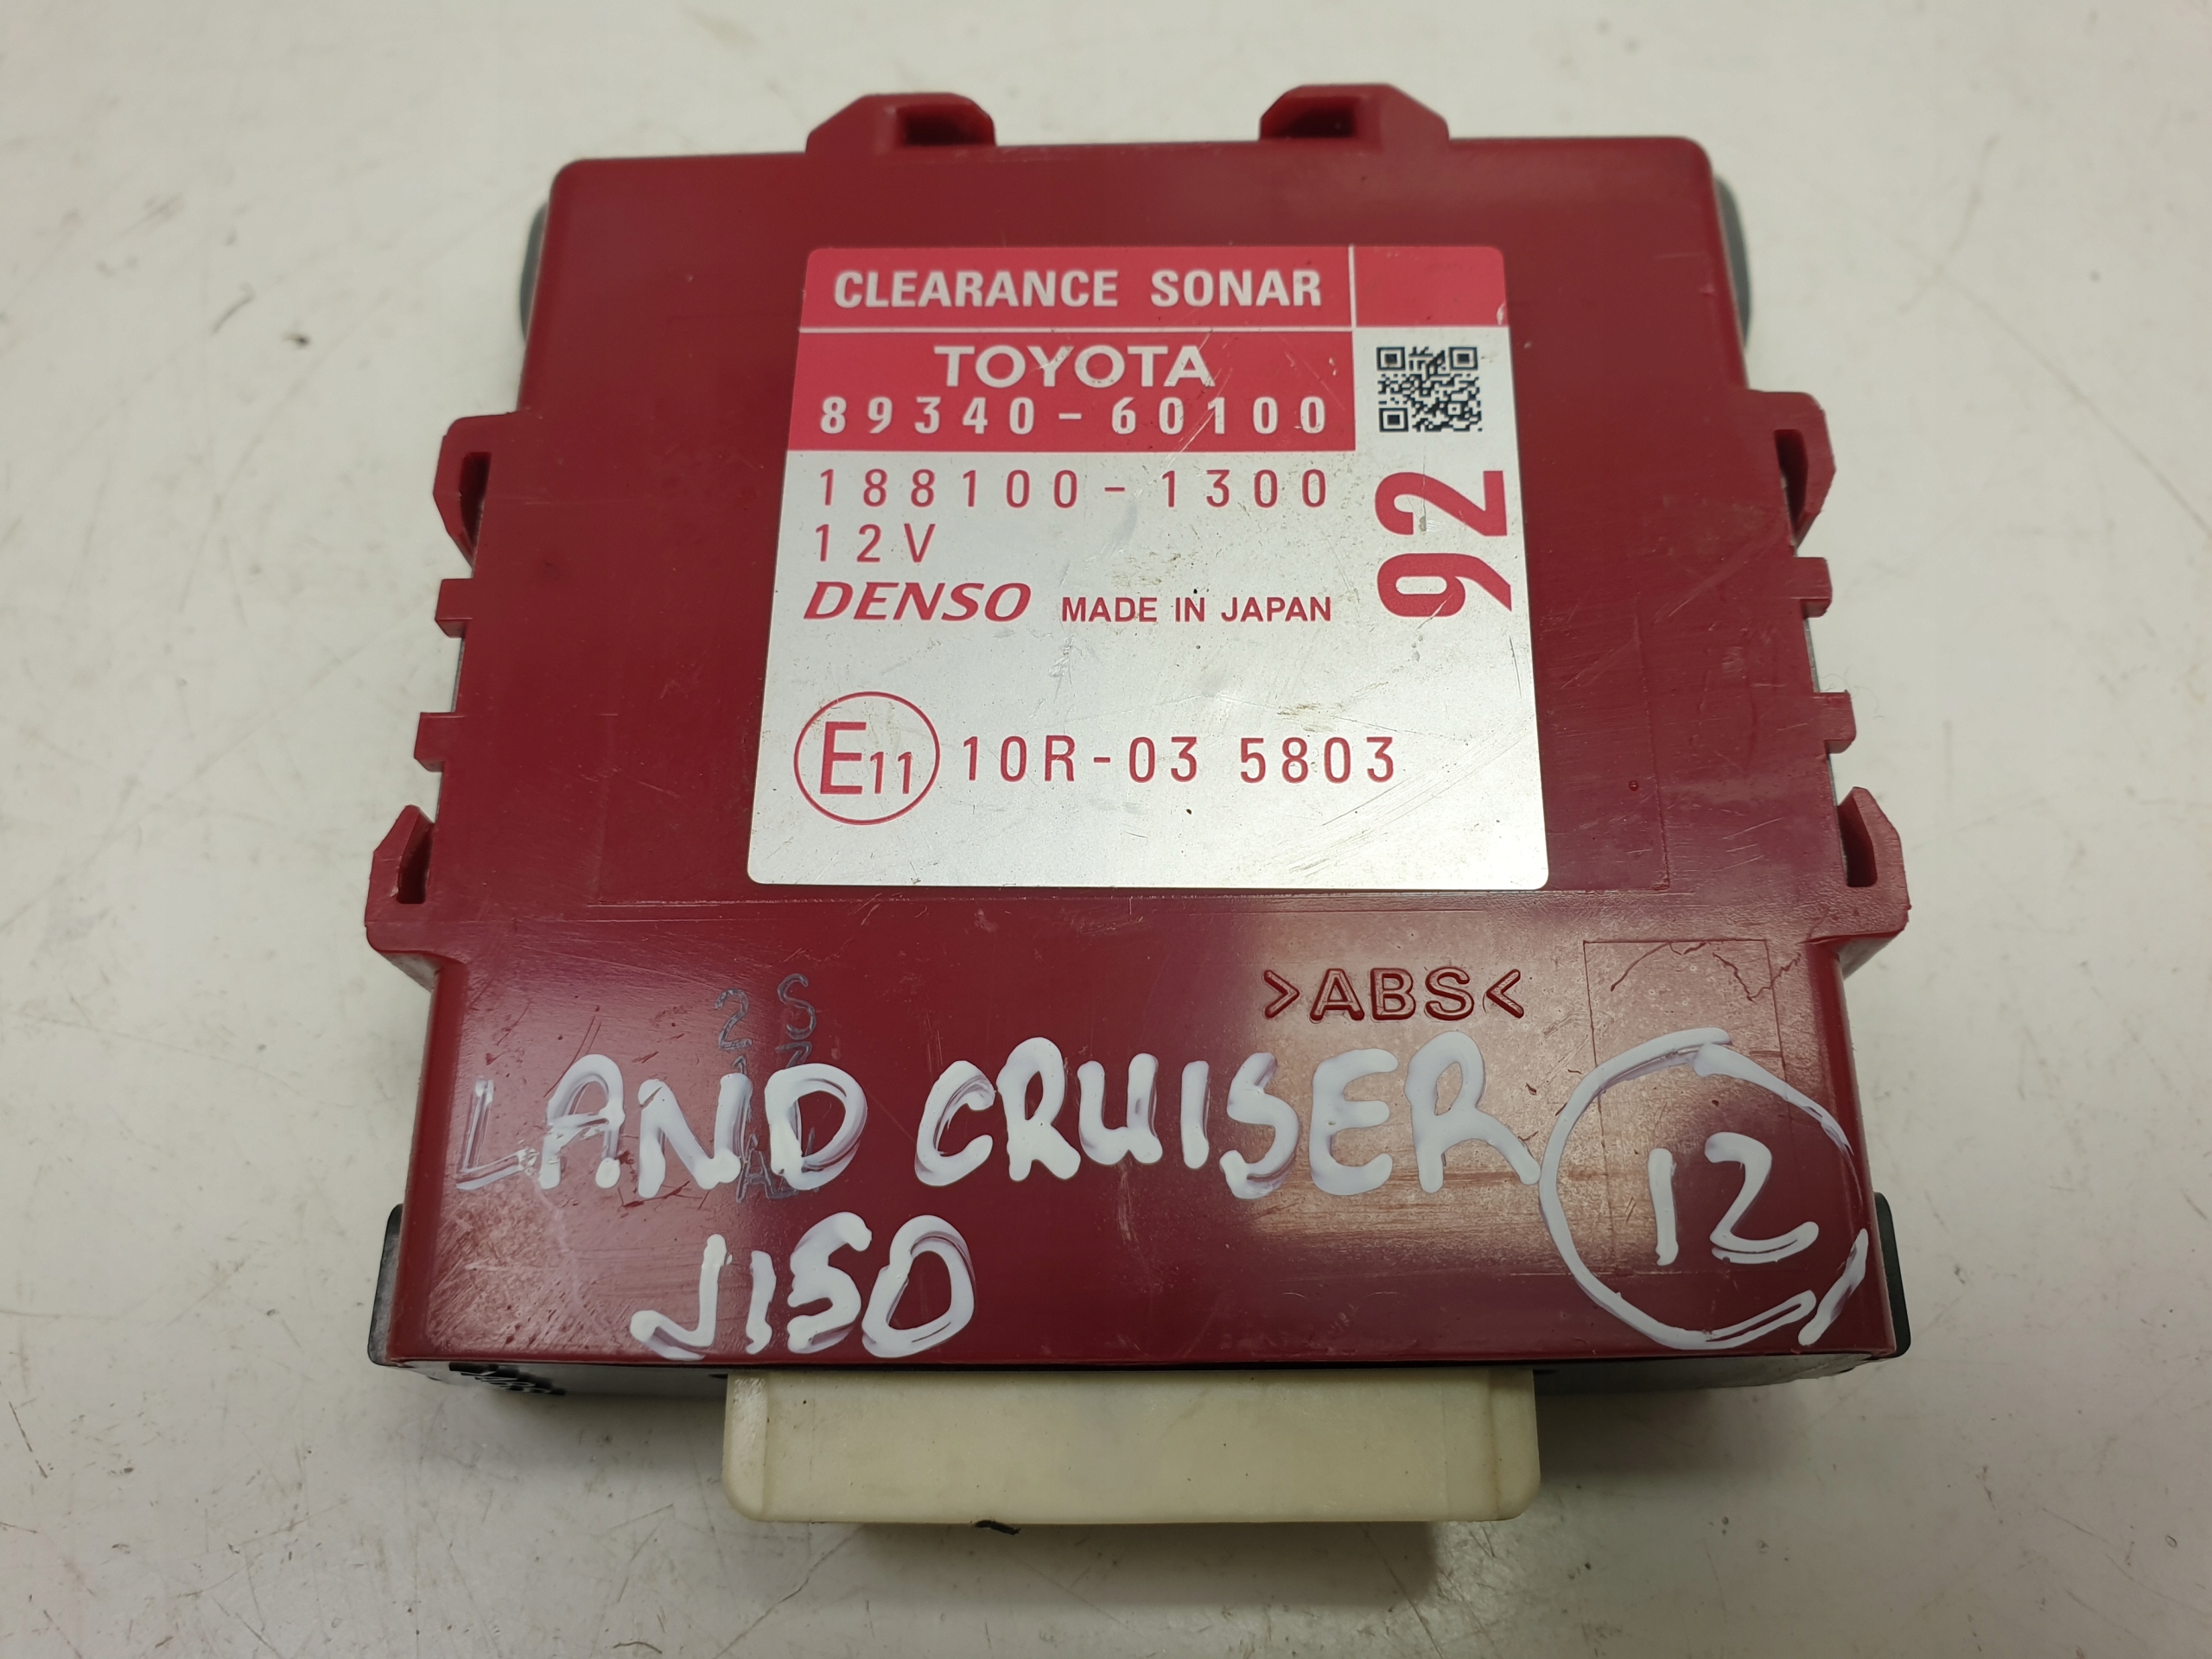 CLEARANCE SONAR
TOYOTA
89340-60100
188100-1300
12V
DENSO MADE IN JAPAN
92
E11 10R-03 5803
>ABS<
2 S
LAND CRUISER 12
J150